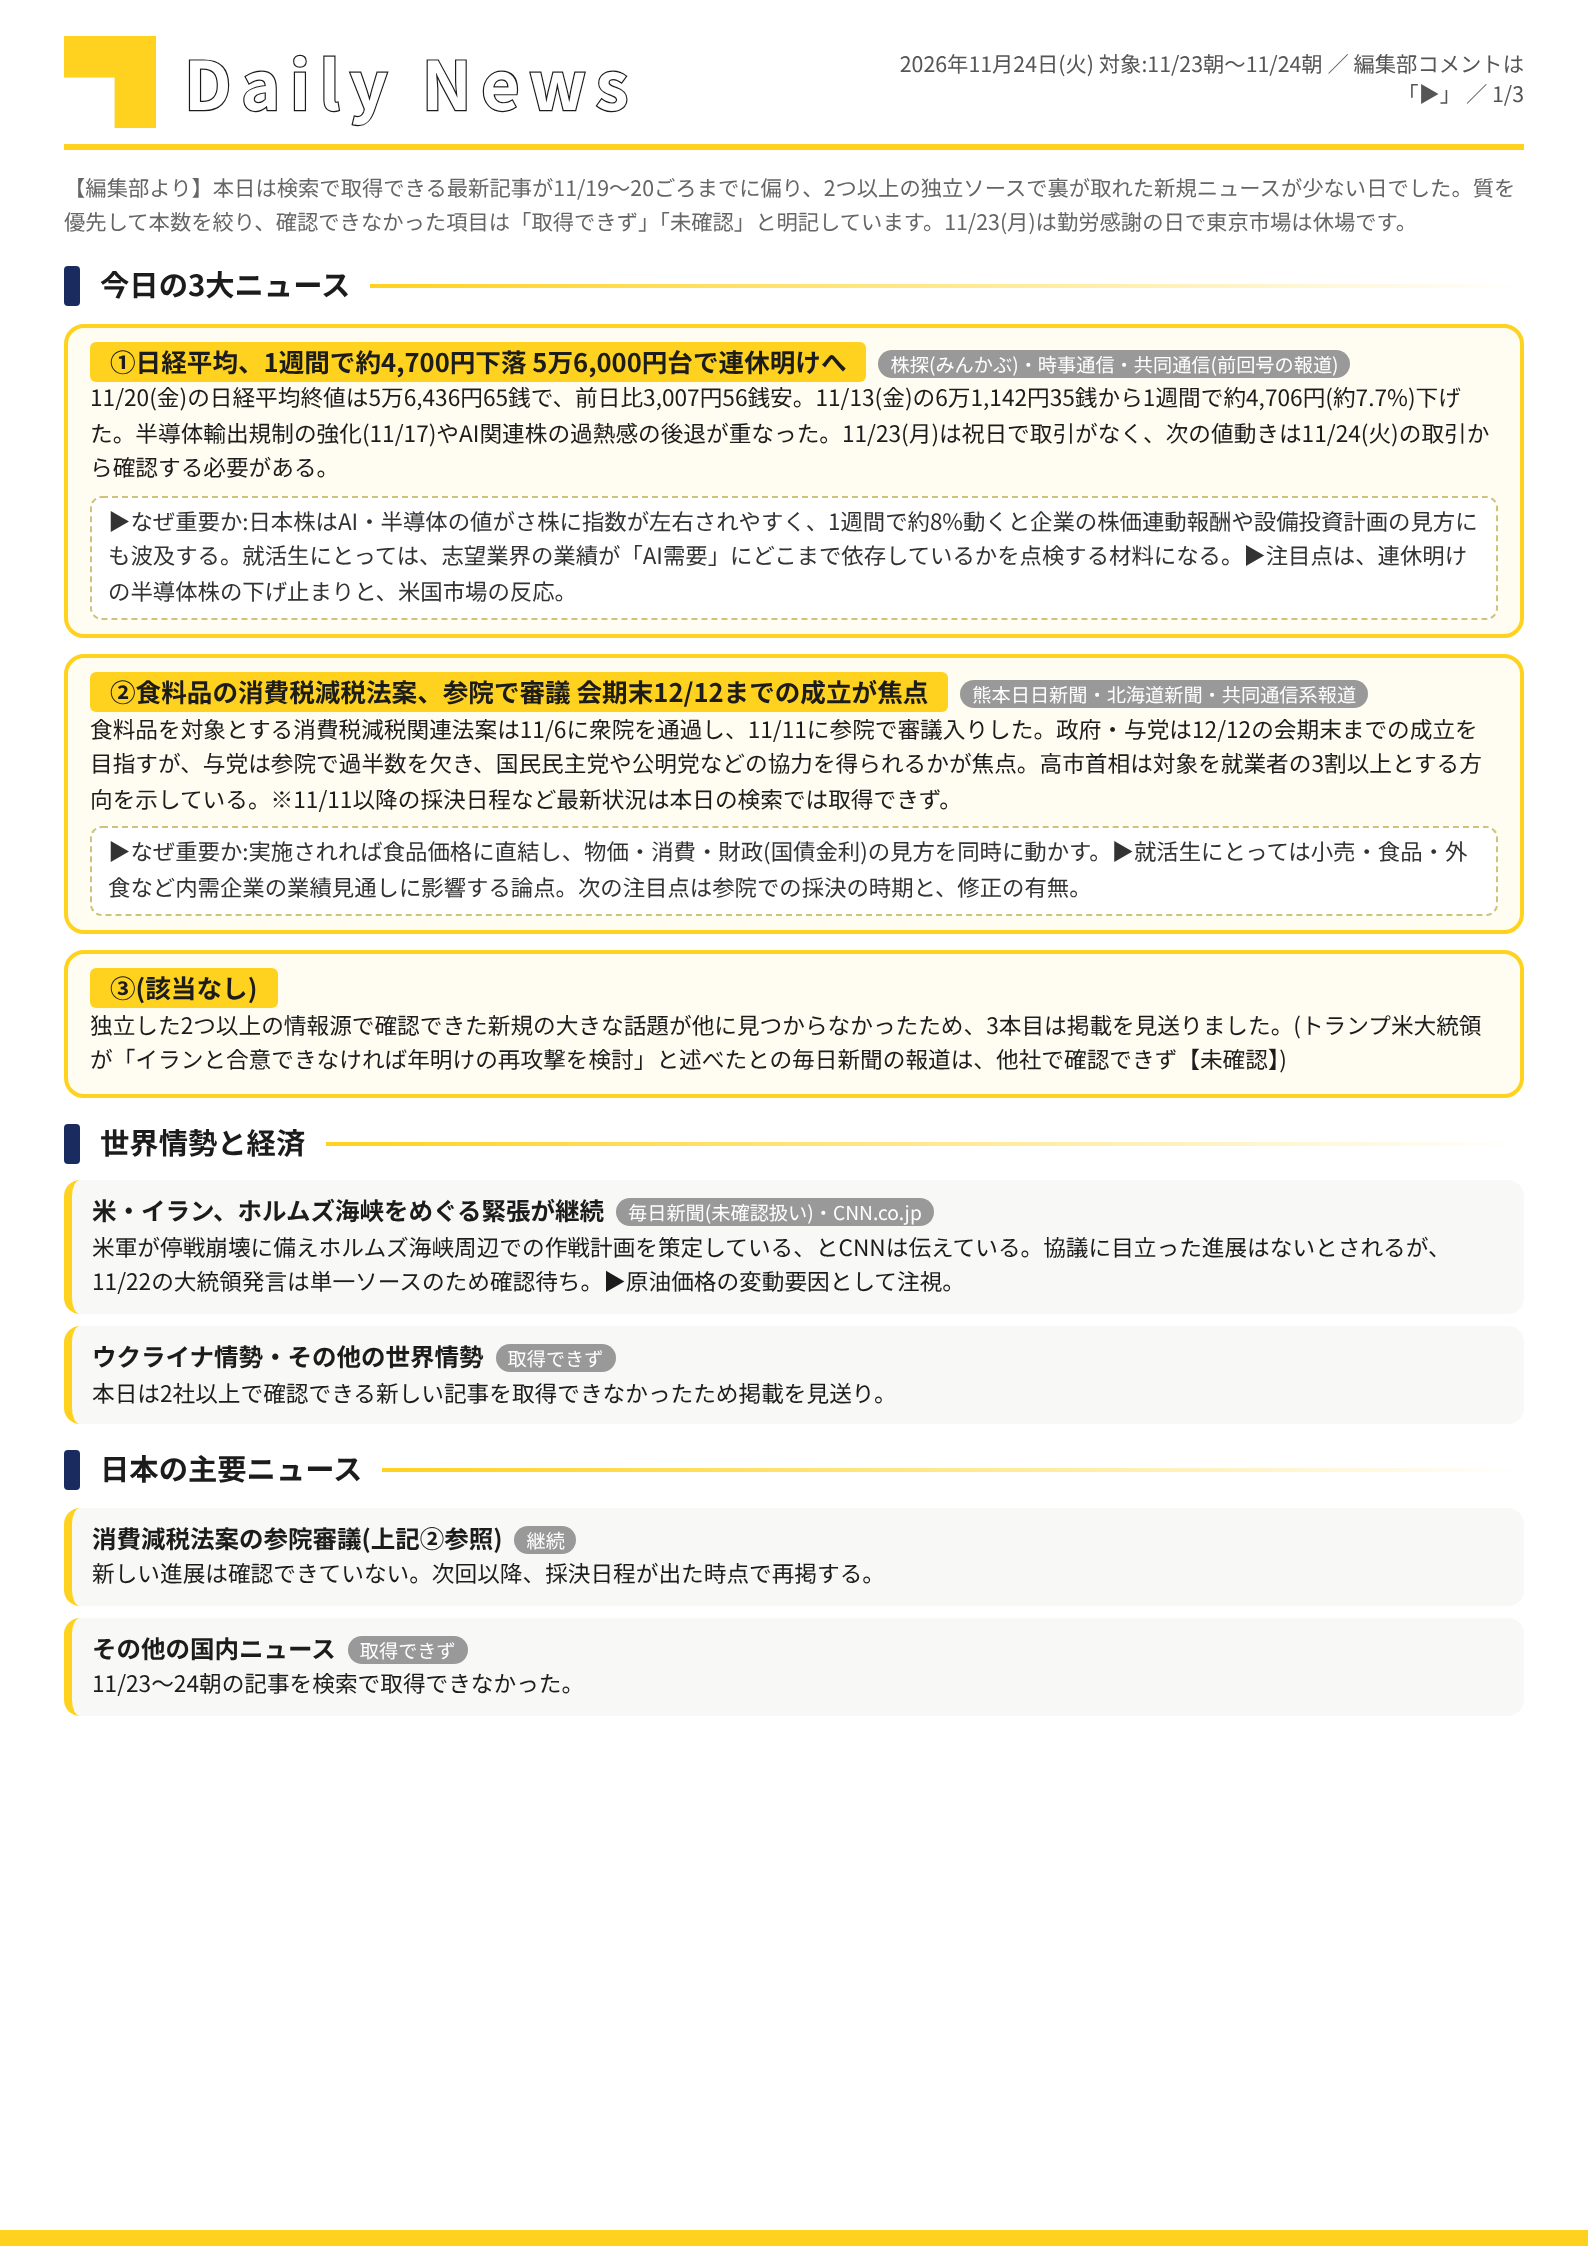 Daily News
2026年11月24日(火) 対象:11/23朝〜11/24朝 ／ 編集部コメントは
「▶」 ／ 1/3
【編集部より】本日は検索で取得できる最新記事が11/19〜20ごろまでに偏り、2つ以上の独立ソースで裏が取れた新規ニュースが少ない日でした。質を
優先して本数を絞り、確認できなかった項目は「取得できず」「未確認」と明記しています。11/23(月)は勤労感謝の日で東京市場は休場です。
今日の3大ニュース
①日経平均、1週間で約4,700円下落 5万6,000円台で連休明けへ 株探(みんかぶ)・時事通信・共同通信(前回号の報道)
11/20(金)の日経平均終値は5万6,436円65銭で、前日比3,007円56銭安。11/13(金)の6万1,142円35銭から1週間で約4,706円(約7.7%)下げ
た。半導体輸出規制の強化(11/17)やAI関連株の過熱感の後退が重なった。11/23(月)は祝日で取引がなく、次の値動きは11/24(火)の取引か
ら確認する必要がある。
▶なぜ重要か:日本株はAI・半導体の値がさ株に指数が左右されやすく、1週間で約8%動くと企業の株価連動報酬や設備投資計画の見方に
も波及する。就活生にとっては、志望業界の業績が「AI需要」にどこまで依存しているかを点検する材料になる。▶注目点は、連休明け
の半導体株の下げ止まりと、米国市場の反応。
②食料品の消費税減税法案、参院で審議 会期末12/12までの成立が焦点 熊本日日新聞・北海道新聞・共同通信系報道
食料品を対象とする消費税減税関連法案は11/6に衆院を通過し、11/11に参院で審議入りした。政府・与党は12/12の会期末までの成立を
目指すが、与党は参院で過半数を欠き、国民民主党や公明党などの協力を得られるかが焦点。高市首相は対象を就業者の3割以上とする方
向を示している。※11/11以降の採決日程など最新状況は本日の検索では取得できず。
▶なぜ重要か:実施されれば食品価格に直結し、物価・消費・財政(国債金利)の見方を同時に動かす。▶就活生にとっては小売・食品・外
食など内需企業の業績見通しに影響する論点。次の注目点は参院での採決の時期と、修正の有無。
③(該当なし)
独立した2つ以上の情報源で確認できた新規の大きな話題が他に見つからなかったため、3本目は掲載を見送りました。(トランプ米大統領
が「イランと合意できなければ年明けの再攻撃を検討」と述べたとの毎日新聞の報道は、他社で確認できず【未確認】)
世界情勢と経済
米・イラン、ホルムズ海峡をめぐる緊張が継続 毎日新聞(未確認扱い)・CNN.co.jp
米軍が停戦崩壊に備えホルムズ海峡周辺での作戦計画を策定している、とCNNは伝えている。協議に目立った進展はないとされるが、
11/22の大統領発言は単一ソースのため確認待ち。▶原油価格の変動要因として注視。
ウクライナ情勢・その他の世界情勢 取得できず
本日は2社以上で確認できる新しい記事を取得できなかったため掲載を見送り。
日本の主要ニュース
消費減税法案の参院審議(上記②参照) 継続
新しい進展は確認できていない。次回以降、採決日程が出た時点で再掲する。
その他の国内ニュース 取得できず
11/23〜24朝の記事を検索で取得できなかった。